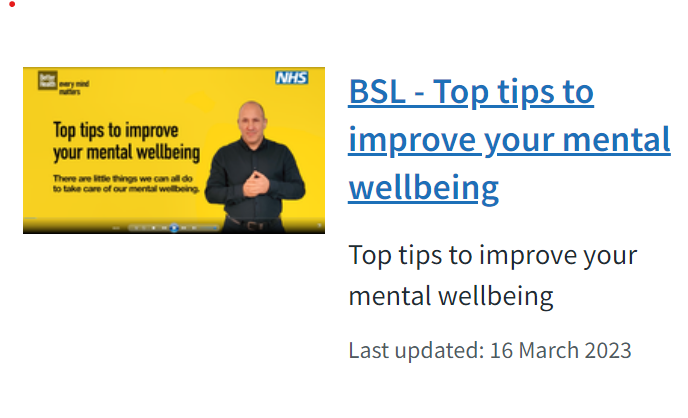 Better
Health
every mind
matters
NHS
Top tips to improve
your mental wellbeing
There are little things we can all do
to take care of our mental wellbeing.
BSL - Top tips to
improve your mental
wellbeing
Top tips to improve your
mental wellbeing
Last updated: 16 March 2023